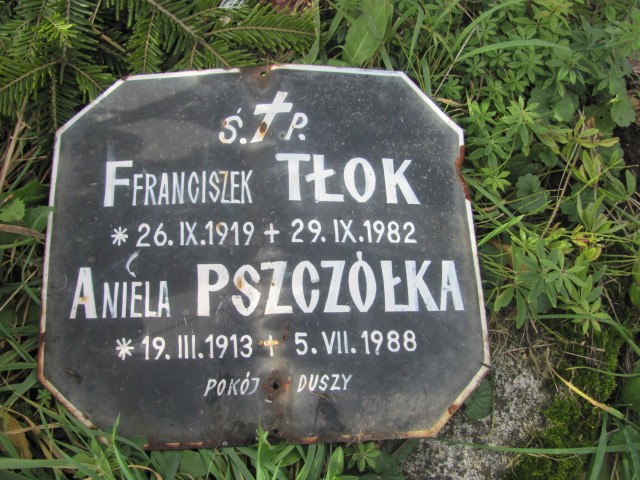 Ś. P.
FFRANCISZEK TŁOK
* 26. IX. 1919 + 29. IX. 1982
ANIELA PSZCZÓŁKA
* 19. III. 1913 + 5. VII. 1988
POKÓJ DUSZY